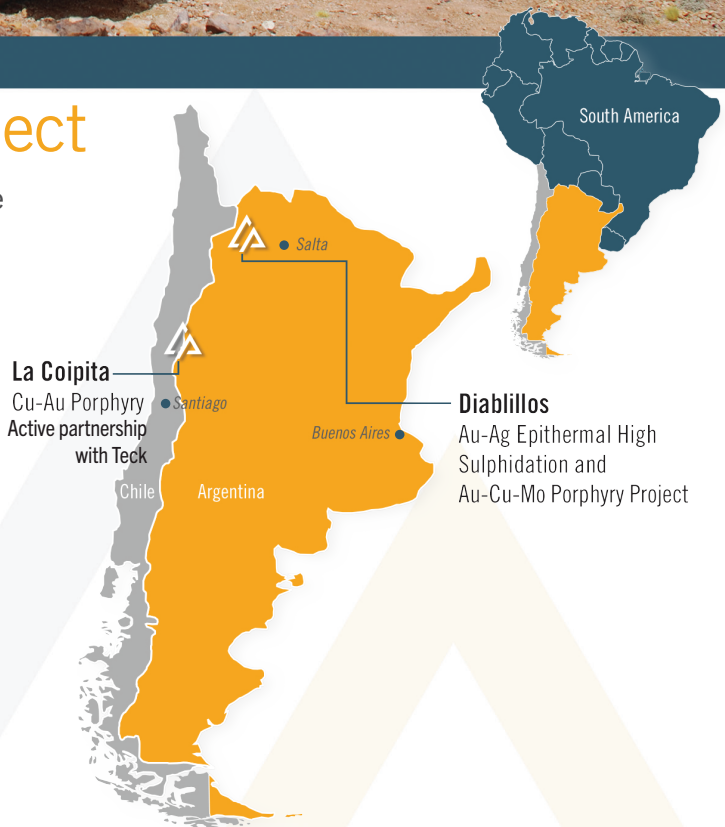 ect
e
South America
Salta
La Coipita
Cu-Au Porphyry
Active partnership
with Teck
Santiago
Diablillos
Au-Ag Epithermal High
Sulphidation and
Au-Cu-Mo Porphyry Project
Buenos Aires
Chile
Argentina